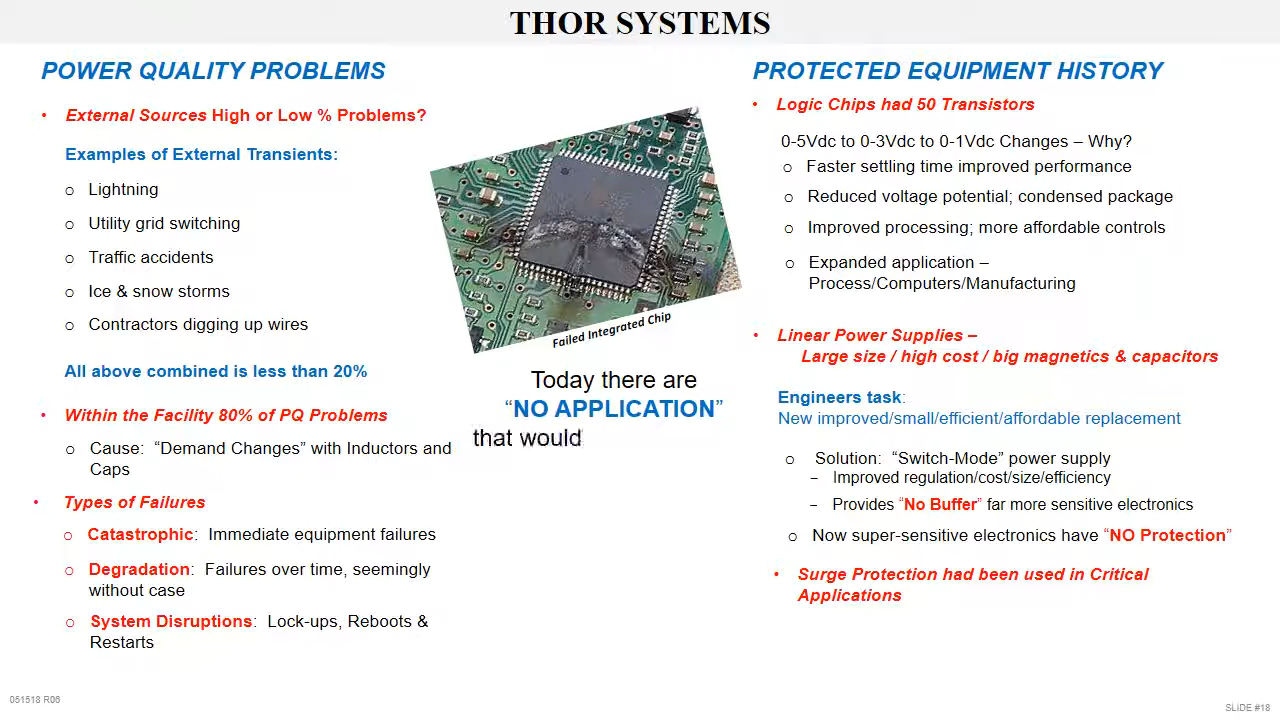 THOR SYSTEMS
POWER QUALITY PROBLEMS
• External Sources High or Low % Problems?
Examples of External Transients:
o Lightning
o Utility grid switching
o Traffic accidents
o Ice & snow storms
o Contractors digging up wires
All above combined is less than 20%
• Within the Facility 80% of PQ Problems
o Cause: “Demand Changes” with Inductors and
Caps
• Types of Failures
o Catastrophic: Immediate equipment failures
o Degradation: Failures over time, seemingly
without case
o System Disruptions: Lock-ups, Reboots &
Restarts
Failed Integrated Chip
Today there are
“NO APPLICATION”
that would
PROTECTED EQUIPMENT HISTORY
• Logic Chips had 50 Transistors
0-5Vdc to 0-3Vdc to 0-1Vdc Changes – Why?
o Faster settling time improved performance
o Reduced voltage potential; condensed package
o Improved processing; more affordable controls
o Expanded application –
Process/Computers/Manufacturing
• Linear Power Supplies –
Large size / high cost / big magnetics & capacitors
Engineers task:
New improved/small/efficient/affordable replacement
o Solution: “Switch-Mode” power supply
– Improved regulation/cost/size/efficiency
– Provides “No Buffer” far more sensitive electronics
o Now super-sensitive electronics have “NO Protection”
• Surge Protection had been used in Critical
Applications
051518 R06
SLIDE #18